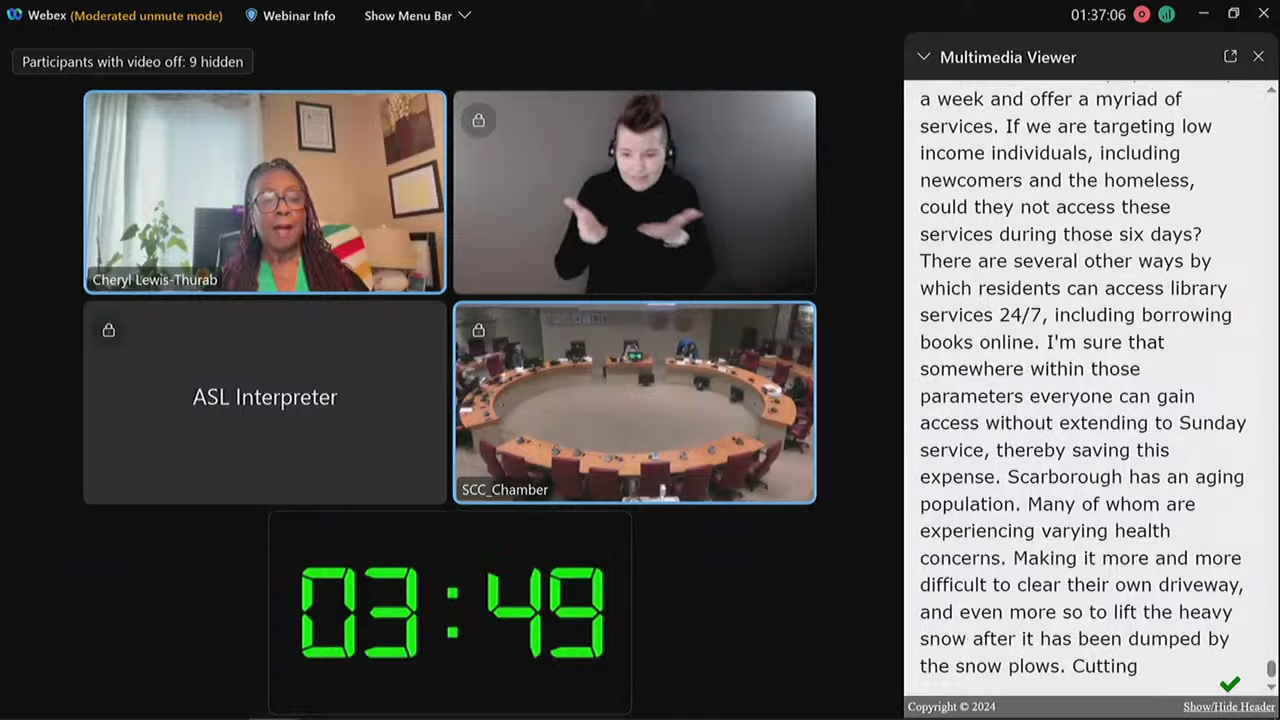 Webex (Moderated unmute mode)
Webinar Info
Show Menu Bar
01:37:06
Participants with video off: 9 hidden
Multimedia Viewer
Cheryl Lewis-Thurab
ASL Interpreter
SCC_Chamber
03:49
a week and offer a myriad of
services. If we are targeting low
income individuals, including
newcomers and the homeless,
could they not access these
services during those six days?
There are several other ways by
which residents can access library
services 24/7, including borrowing
books online. I'm sure that
somewhere within those
parameters everyone can gain
access without extending to Sunday
service, thereby saving this
expense. Scarborough has an aging
population. Many of whom are
experiencing varying health
concerns. Making it more and more
difficult to clear their own driveway,
and even more so to lift the heavy
snow after it has been dumped by
the snow plows. Cutting
Copyright © 2024
Show/Hide Header